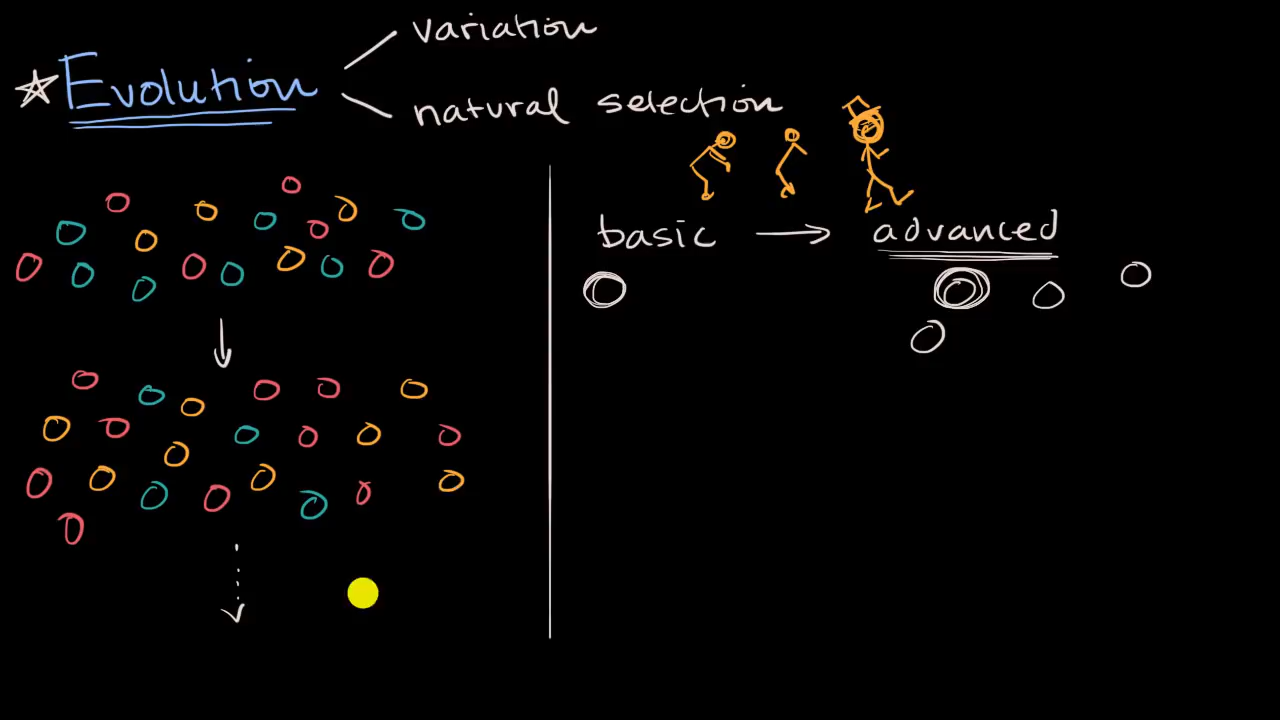 Evolution
variation
natural selection
basic → advanced